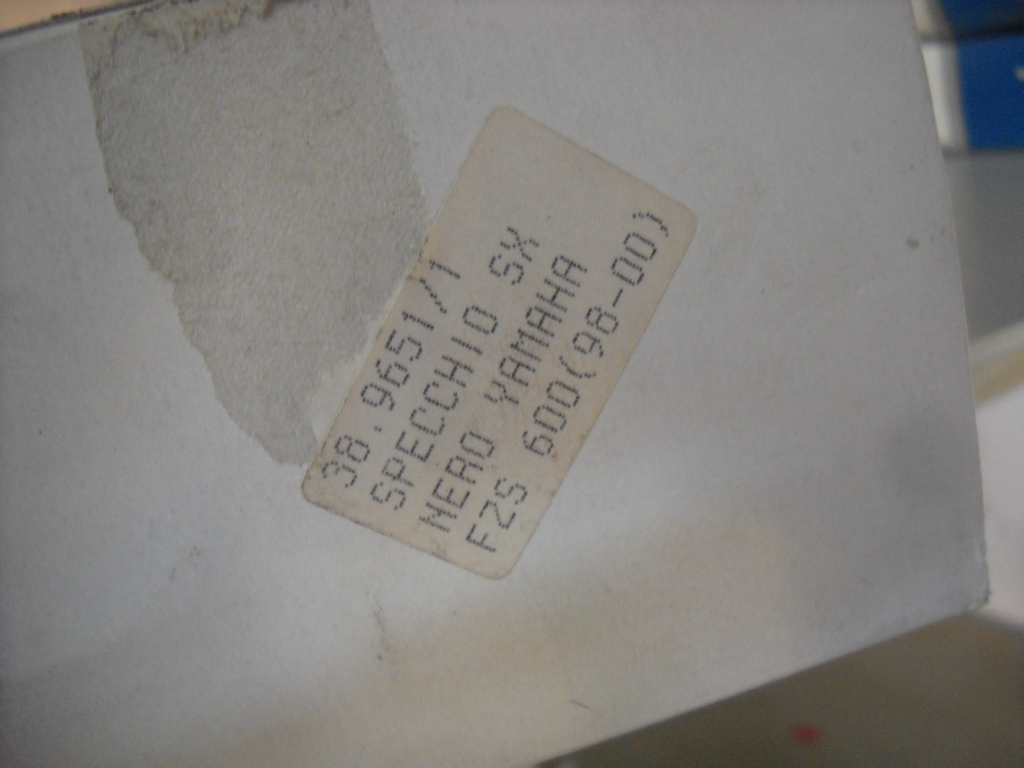 38.9651/1
SPECCHIO SX
NERO YAMAHA
FZS 600(98-00)